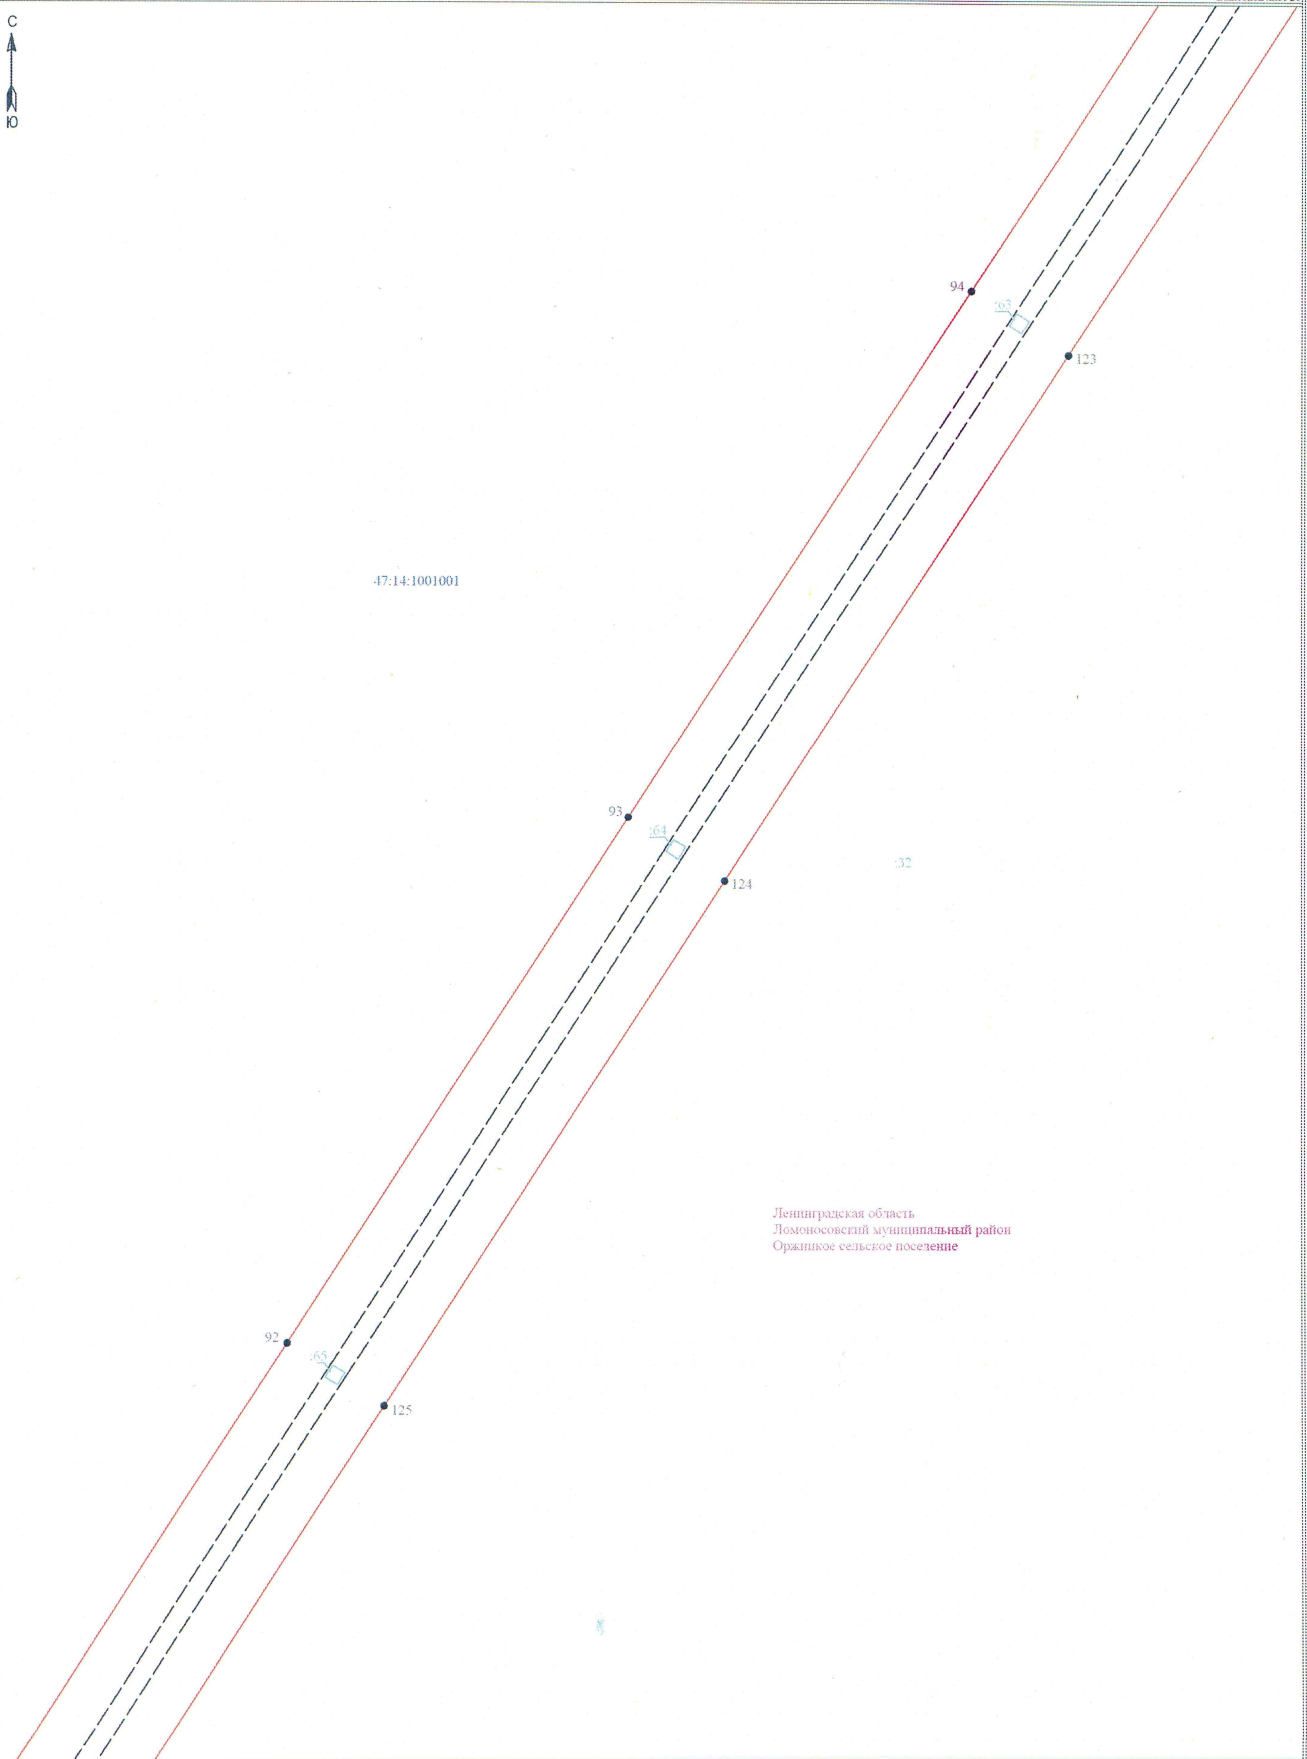 С
Ю
94
:63
123
47:14:1001001
93
:64
:32
124
Ленинградская область
Ломоносовский муниципальный район
Оржицкое сельское поселение
92
:65
125